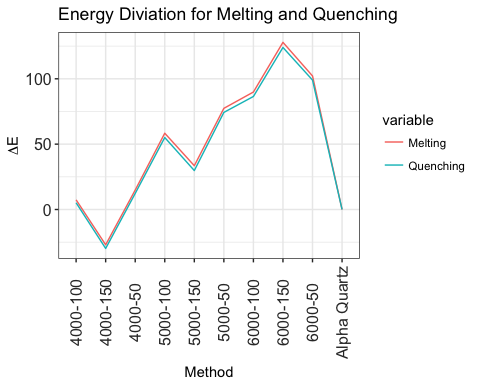 Energy Diviation for Melting and Quenching
100
50
0
ΔE
4000-100
4000-150
4000-50
5000-100
5000-150
5000-50
6000-100
6000-150
6000-50
Alpha Quartz
Method
variable
Melting
Quenching